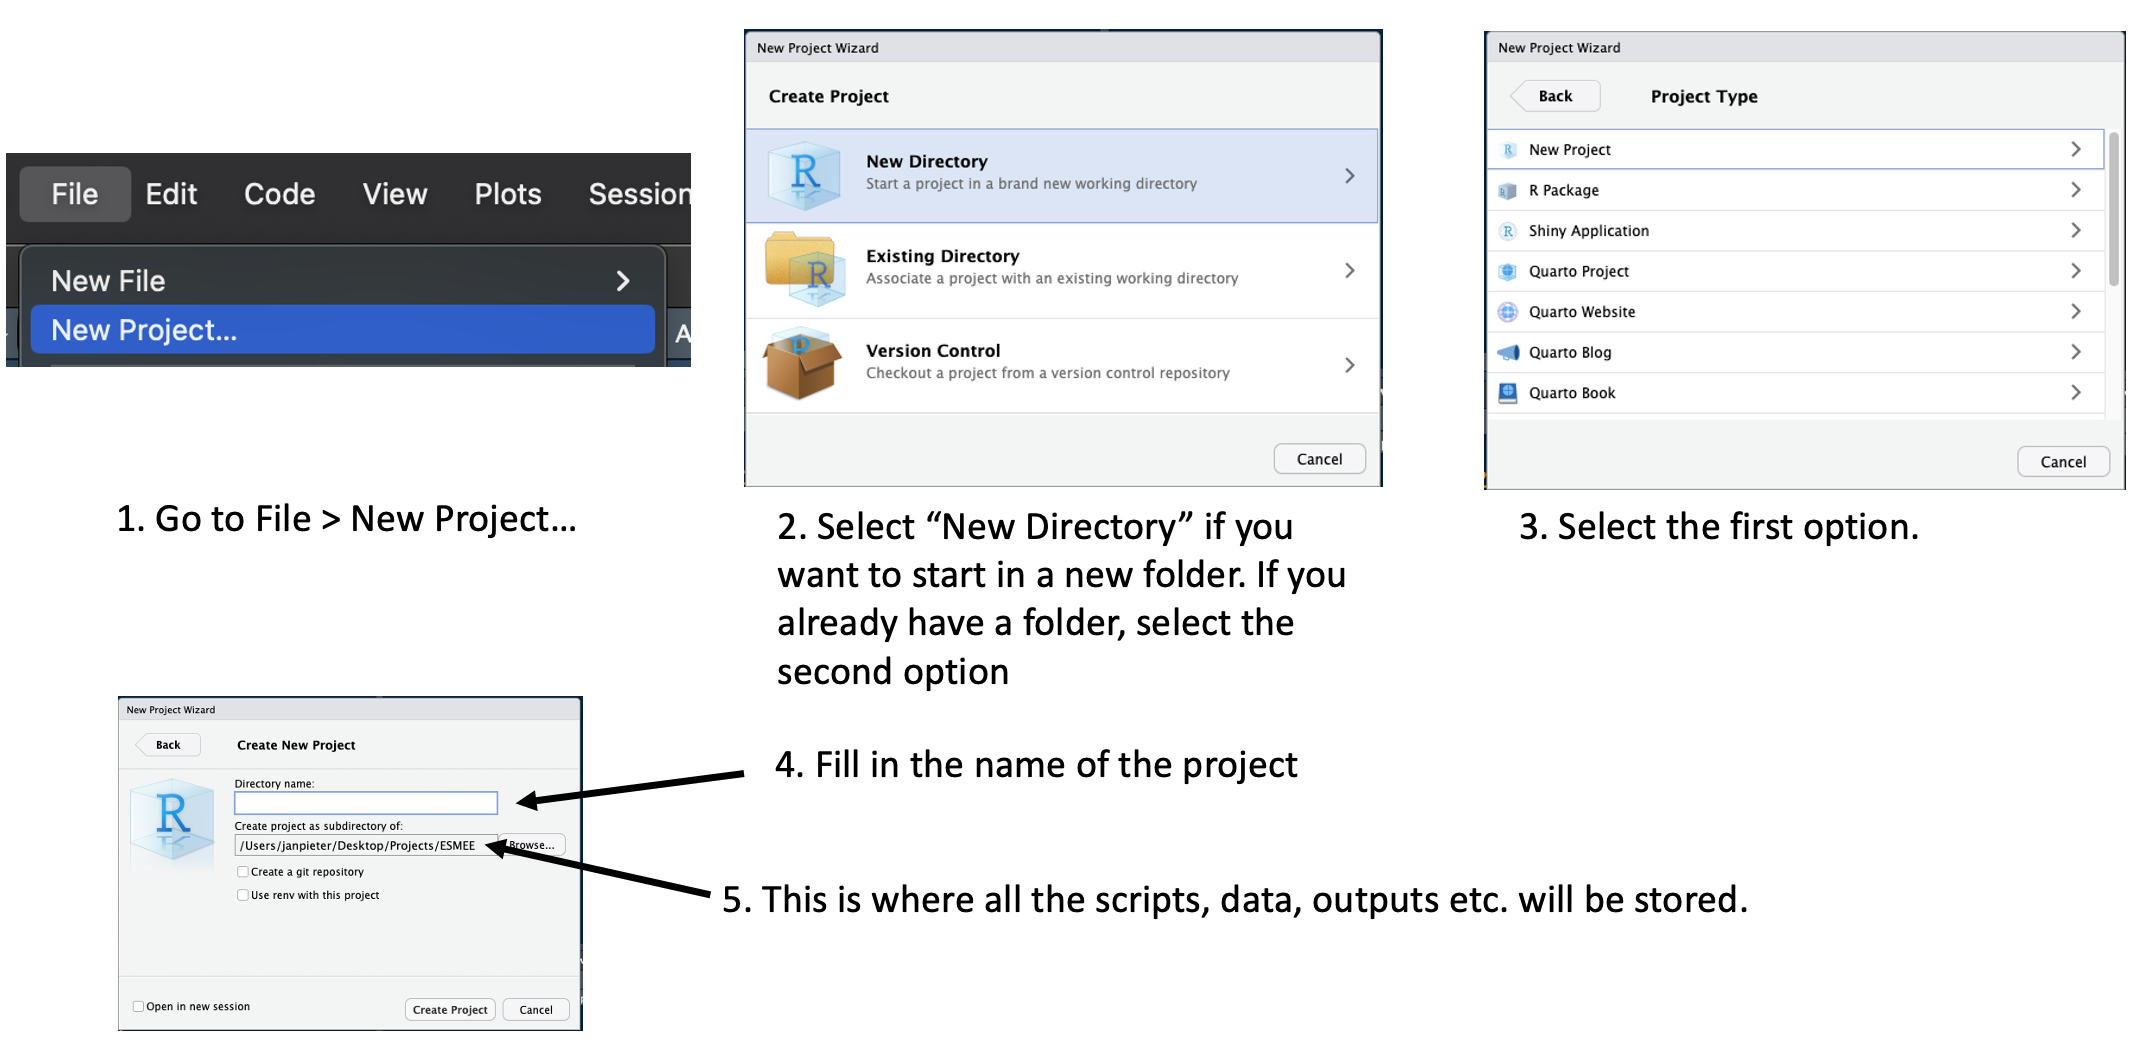 File Edit Code View Plots Session
New File
New Project...
1. Go to File > New Project...
New Project Wizard
Create Project
New Directory
Start a project in a brand new working directory
Existing Directory
Associate a project with an existing working directory
Version Control
Checkout a project from a version control repository
Cancel
2. Select “New Directory” if you
want to start in a new folder. If you
already have a folder, select the
second option
New Project Wizard
Back Project Type
New Project
R Package
Shiny Application
Quarto Project
Quarto Website
Quarto Blog
Quarto Book
Cancel
3. Select the first option.
New Project Wizard
Back Create New Project
Directory name:
Create project as subdirectory of:
/Users/janpieter/Desktop/Projects/ESMEE Browse...
Create a git repository
Use renv with this project
Open in new session Create Project Cancel
4. Fill in the name of the project
5. This is where all the scripts, data, outputs etc. will be stored.